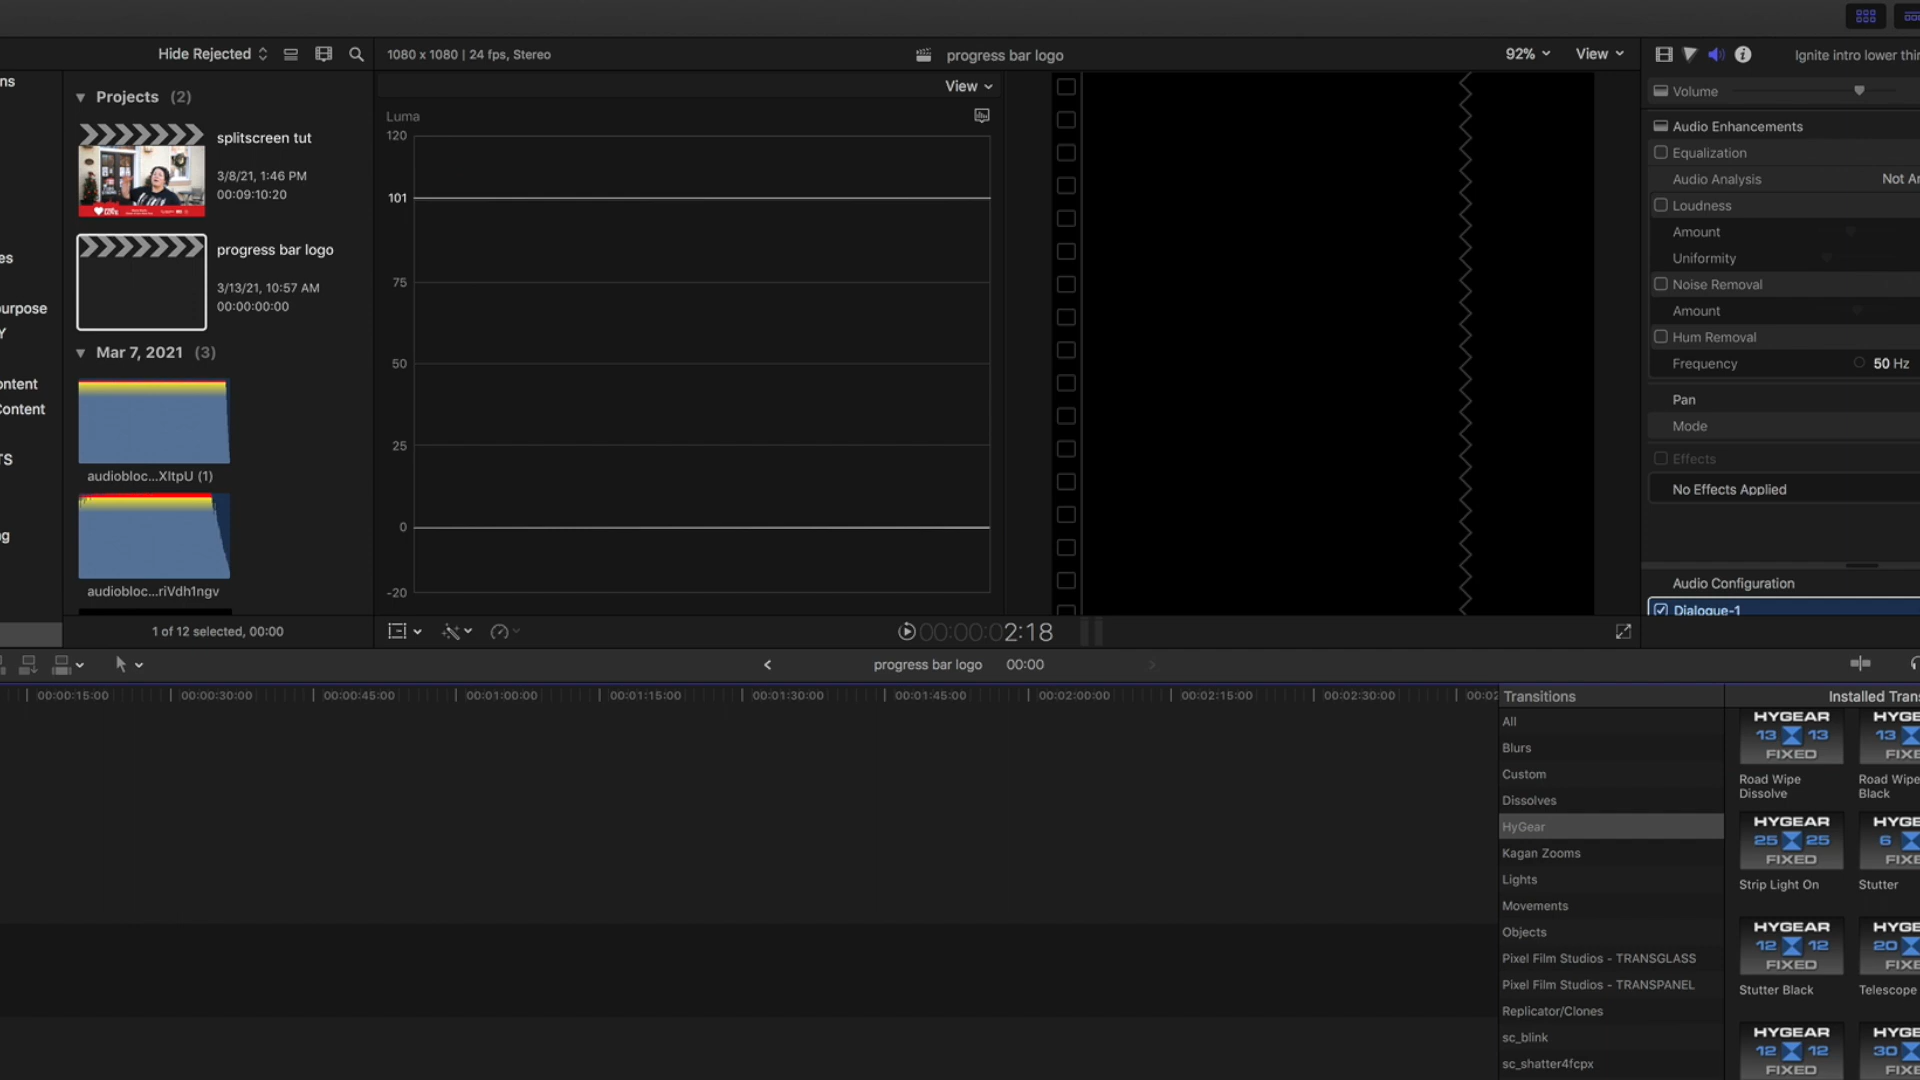 Hide Rejected
1080 x 1080 | 24 fps, Stereo
progress bar logo
92%
View
Ignite intro lower thir
ns
Projects (2)
splitscreen tut
3/8/21, 1:46 PM
00:09:10:20
progress bar logo
3/13/21, 10:57 AM
00:00:00:00
Mar 7, 2021 (3)
audiobloc...XItpU (1)
audiobloc...riVdh1ngv
1 of 12 selected, 00:00
es
urpose
Y
ontent
Content
TS
ng
View
Luma
120
101
75
50
25
0
-20
00:00:02:18
Volume
Audio Enhancements
Equalization
Audio Analysis
Not An
Loudness
Amount
Uniformity
Noise Removal
Amount
Hum Removal
Frequency
50 Hz
Pan
Mode
Effects
No Effects Applied
Audio Configuration
Dialogue-1
progress bar logo 00:00
00:00:15:00
00:00:30:00
00:00:45:00
00:01:00:00
00:01:15:00
00:01:30:00
00:01:45:00
00:02:00:00
00:02:15:00
00:02:30:00
00:02
Transitions
All
Blurs
Custom
Dissolves
HyGear
Kagan Zooms
Lights
Movements
Objects
Pixel Film Studios - TRANSGLASS
Pixel Film Studios - TRANSPANEL
Replicator/Clones
sc_blink
sc_shatter4fcpx
Installed Trans
HYGEAR
13 13
FIXED
Road Wipe
Dissolve
HYGE
13
FIXE
Road Wipe
Black
HYGEAR
25 25
FIXED
Strip Light On
HYGE
6
FIXE
Stutter
HYGEAR
12 12
FIXED
Stutter Black
HYGE
20
FIXE
Telescope
HYGEAR
12 12
FIXED
HYGE
30
FIXE